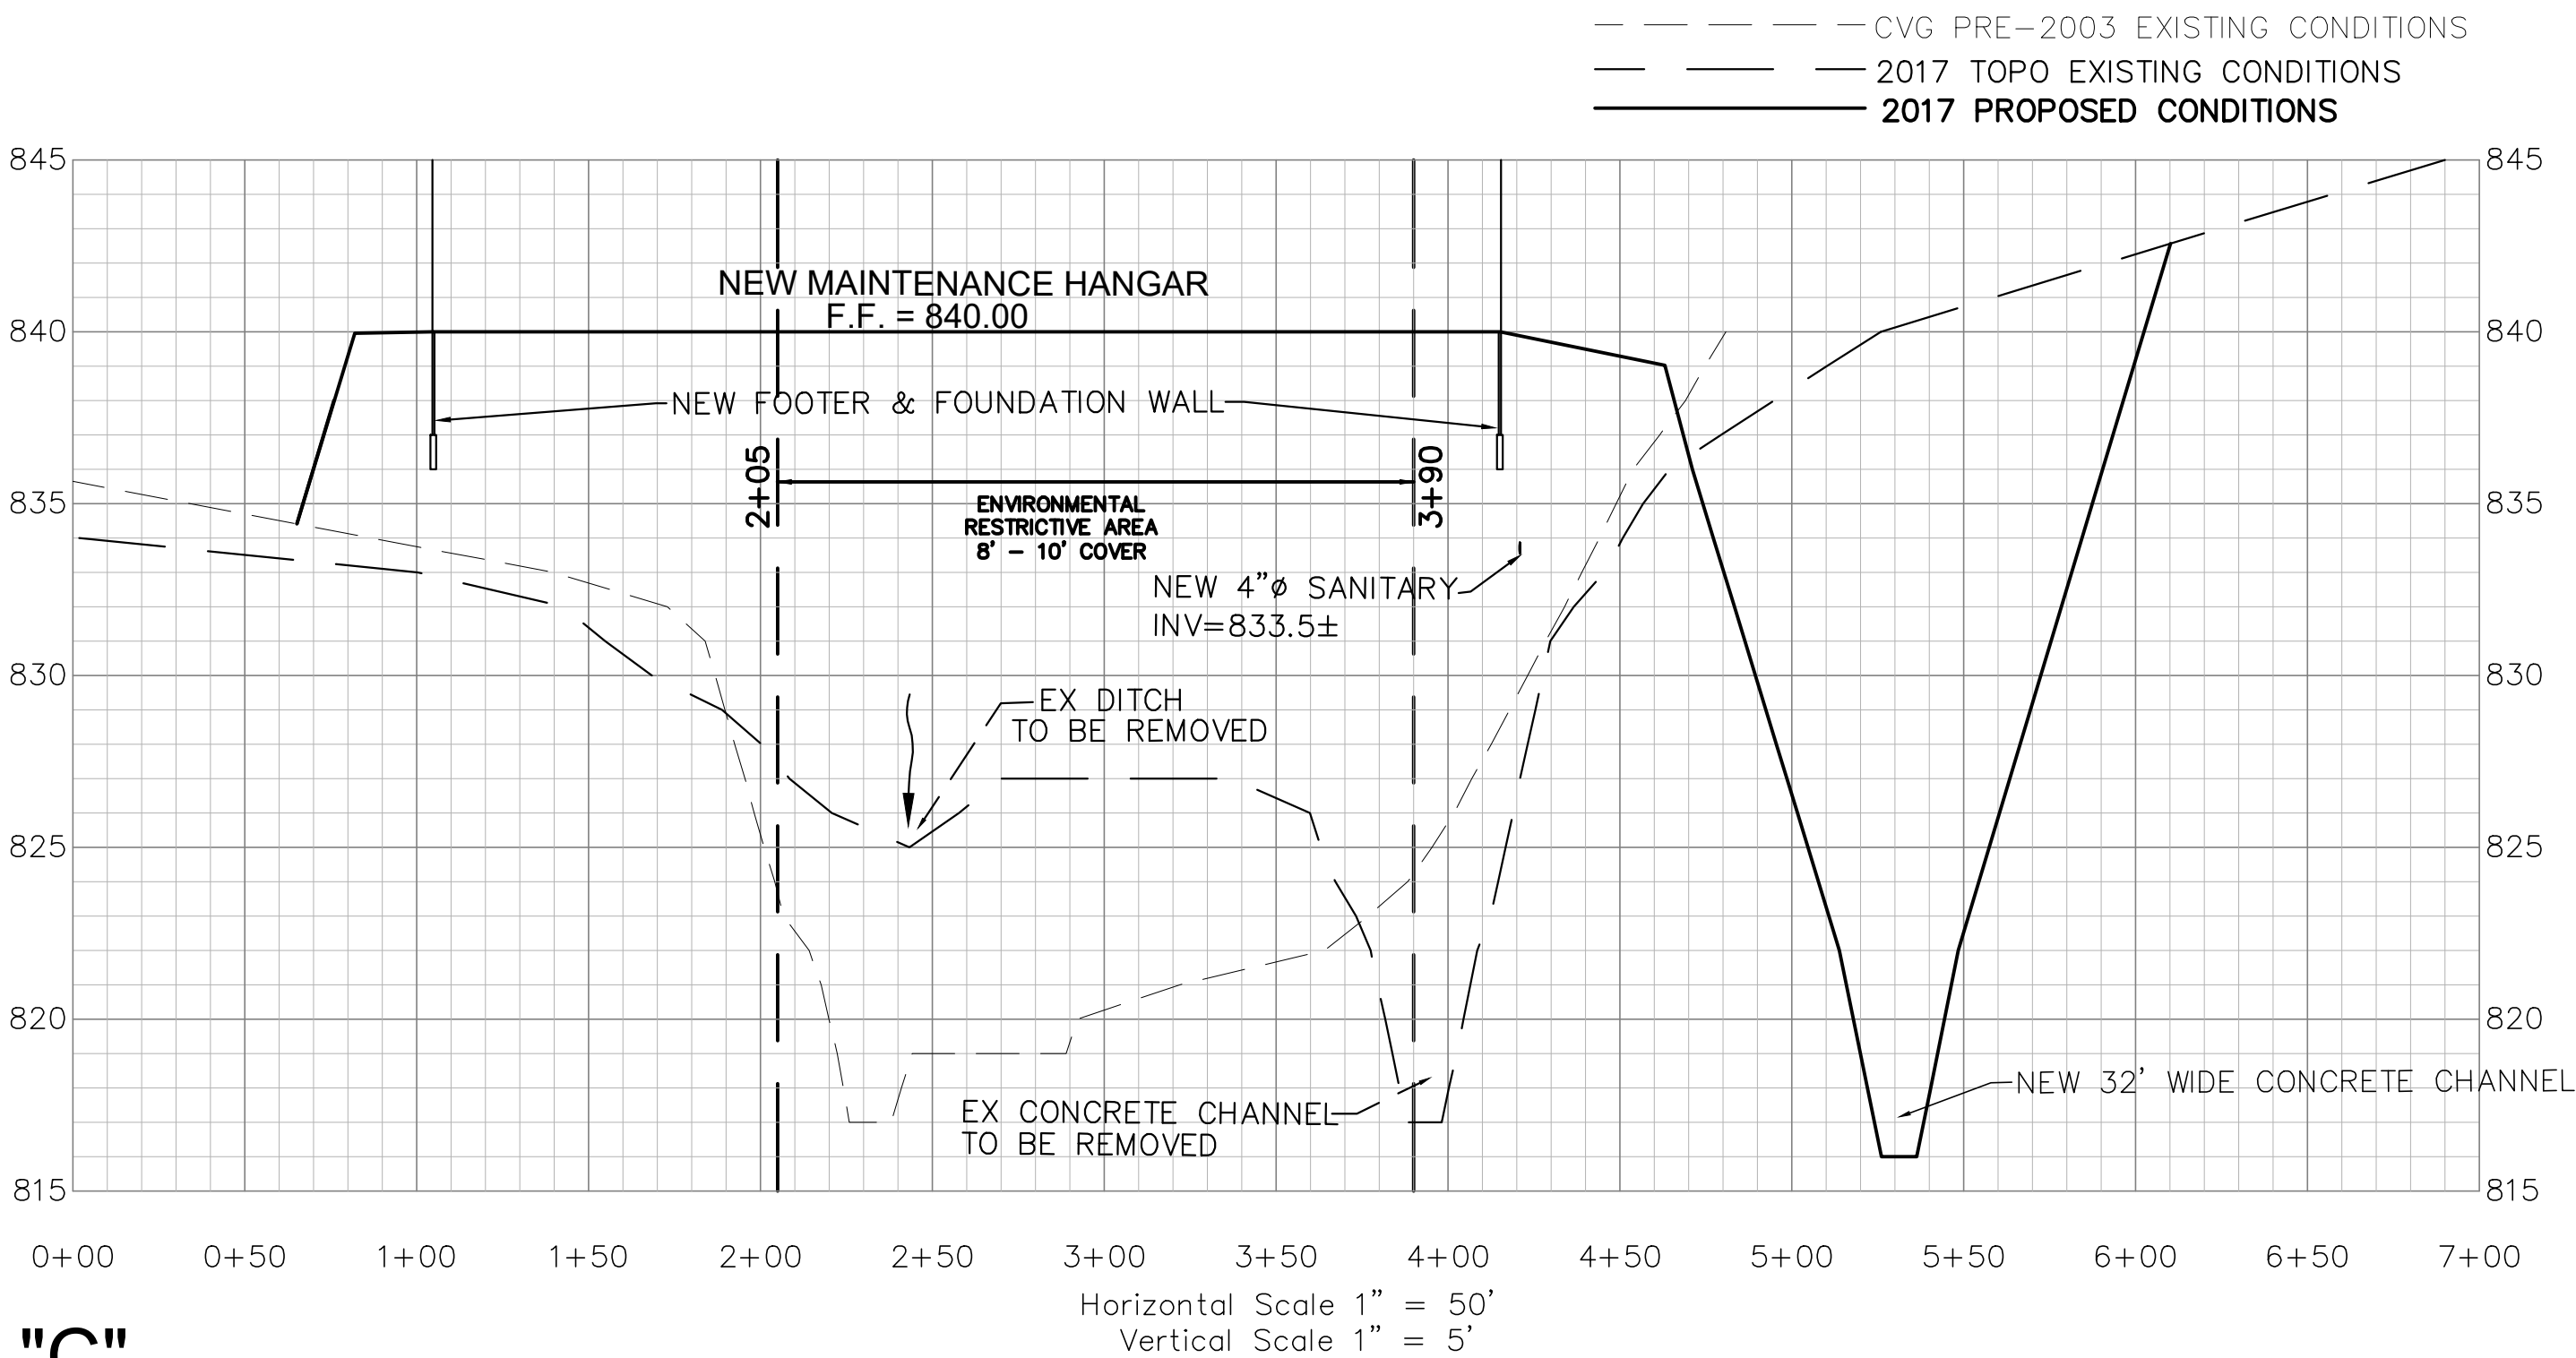 CVG PRE-2003 EXISTING CONDITIONS
2017 TOPO EXISTING CONDITIONS
2017 PROPOSED CONDITIONS
845
845
NEW MAINTENANCE HANGAR
F.F. = 840.00
840
840
NEW FOOTER & FOUNDATION WALL
2+05
3+90
835
835
ENVIRONMENTAL
RESTRICTIVE AREA
8' - 10' COVER
NEW 4"ø SANITARY
INV=833.5±
830
830
EX DITCH
TO BE REMOVED
825
825
820
820
NEW 32' WIDE CONCRETE CHANNEL
EX CONCRETE CHANNEL
TO BE REMOVED
815
815
0+00 0+50 1+00 1+50 2+00 2+50 3+00 3+50 4+00 4+50 5+00 5+50 6+00 6+50 7+00
Horizontal Scale 1" = 50'
Vertical Scale 1" = 5'
"C"